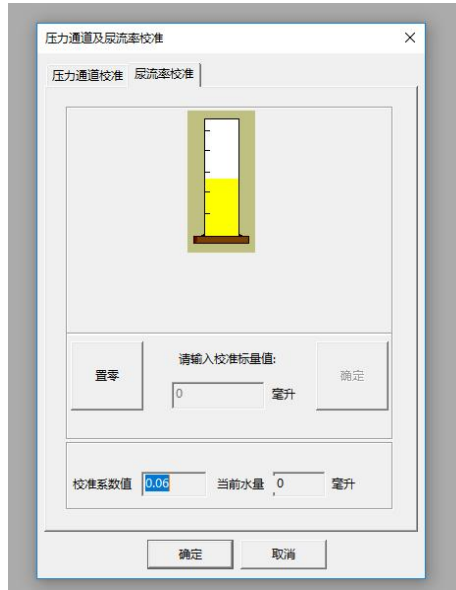 压力通道及尿流率校准
压力通道校准 尿流率校准
请输入校准标量值:
置零 0 毫升 确定
校准系数值 0.06 当前水量 0 毫升
确定 取消